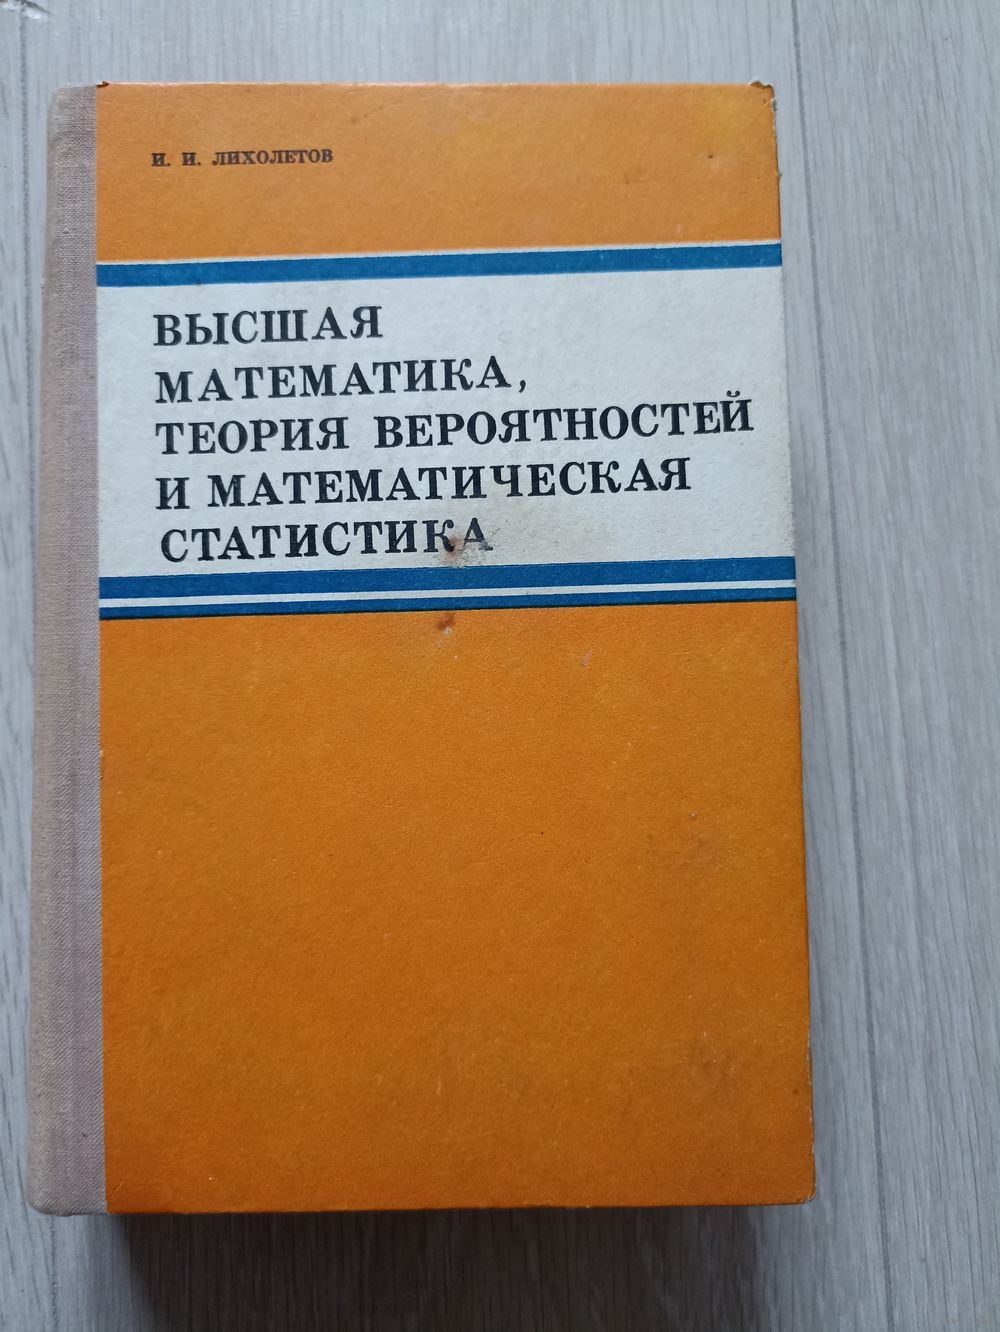 И. И. ЛИХОЛЕТОВ
ВЫСШАЯ
МАТЕМАТИКА,
ТЕОРИЯ ВЕРОЯТНОСТЕЙ
И МАТЕМАТИЧЕСКАЯ
СТАТИСТИКА